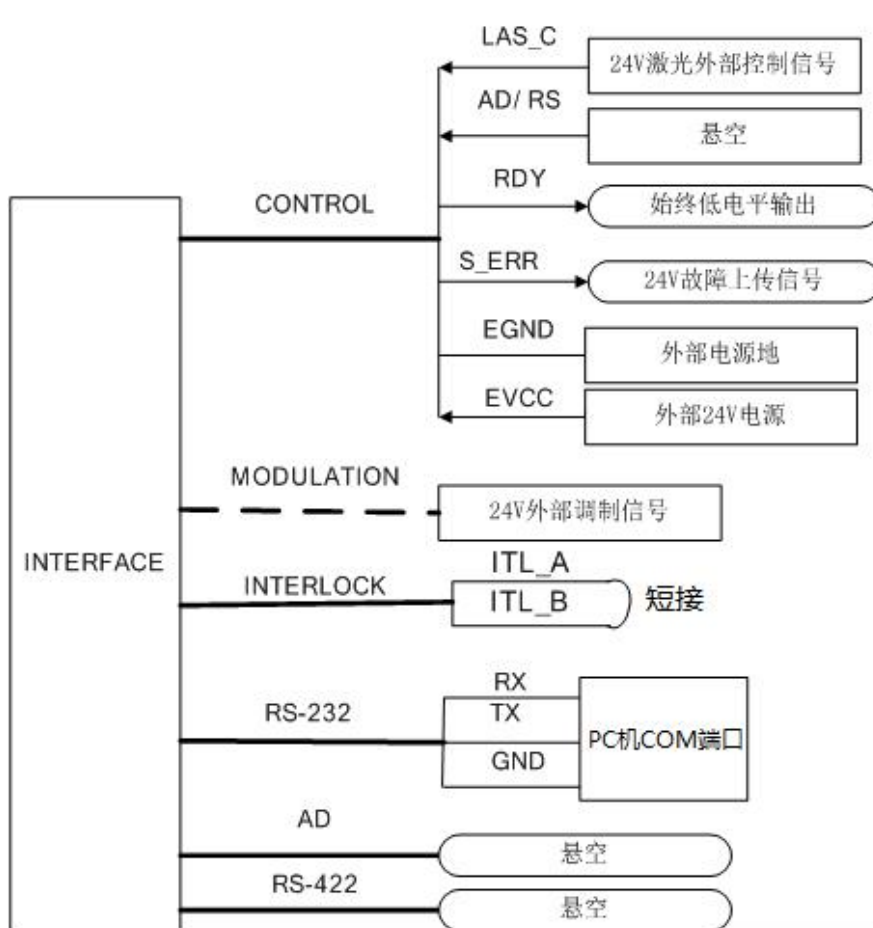 LAS_C
24V激光外部控制信号
AD/ RS
悬空
RDY
始终低电平输出
CONTROL
S_ERR
24V故障上传信号
EGND
外部电源地
EVCC
外部24V电源
MODULATION
24V外部调制信号
INTERFACE
ITL_A
INTERLOCK
ITL_B
短接
RX
RS-232
TX
PC机COM端口
GND
AD
悬空
RS-422
悬空